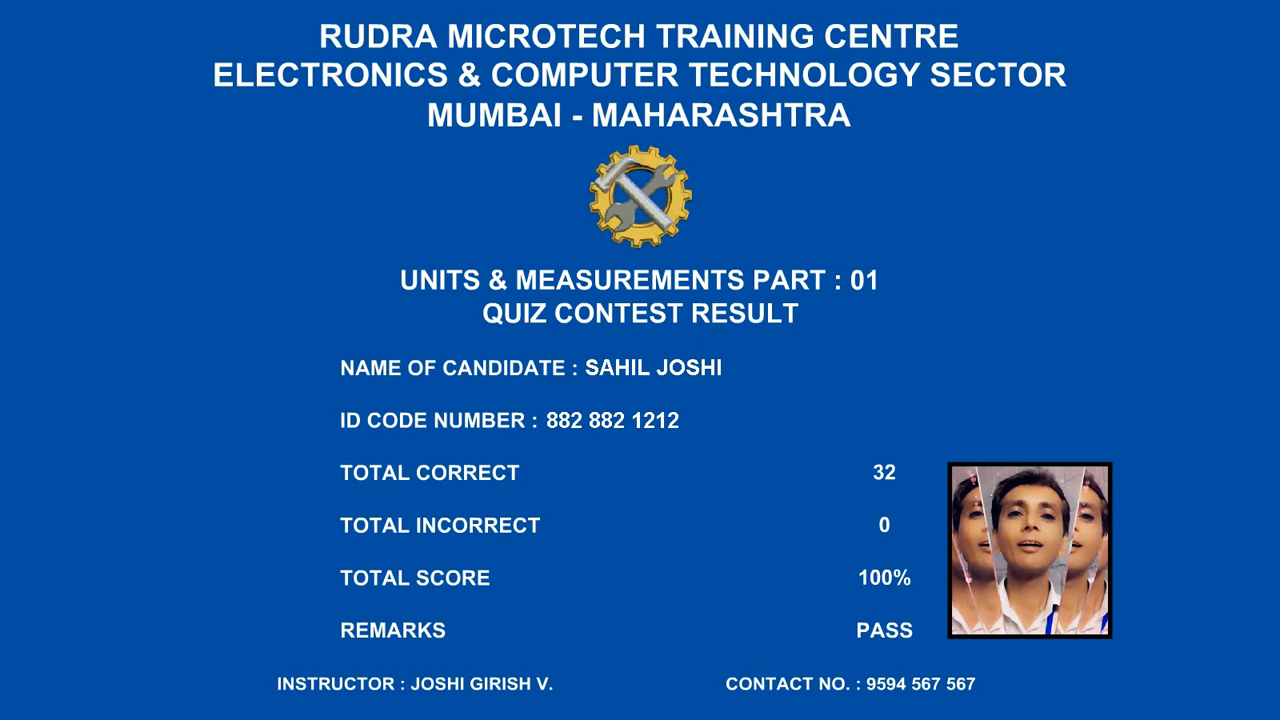 RUDRA MICROTECH TRAINING CENTRE
ELECTRONICS & COMPUTER TECHNOLOGY SECTOR
MUMBAI - MAHARASHTRA
UNITS & MEASUREMENTS PART : 01
QUIZ CONTEST RESULT
NAME OF CANDIDATE : SAHIL JOSHI
ID CODE NUMBER : 882 882 1212
TOTAL CORRECT 32
TOTAL INCORRECT 0
TOTAL SCORE 100%
REMARKS PASS
INSTRUCTOR : JOSHI GIRISH V. CONTACT NO. : 9594 567 567